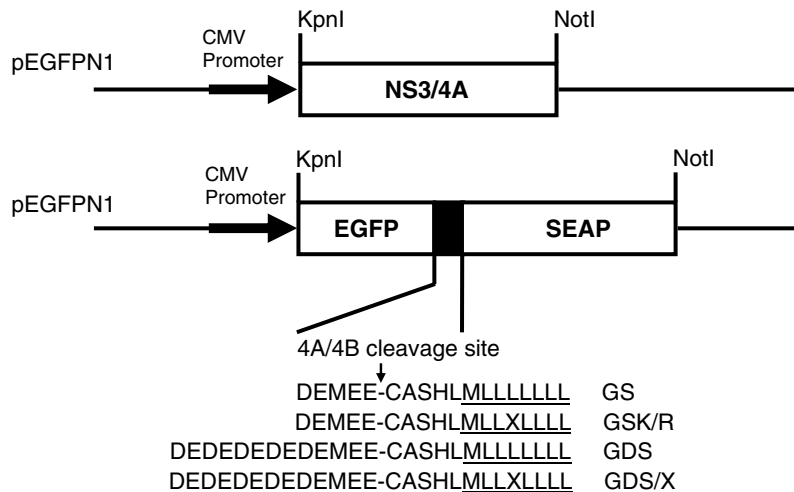 KpnI NotI
CMV
Promoter
pEGFPN1
NS3/4A
KpnI NotI
CMV
Promoter
pEGFPN1
EGFP SEAP
4A/4B cleavage site
DEMEE-CASHLMLLLLLLL GS
DEMEE-CASHLMLLXLLLL GSK/R
DEDEDEDEDEMEE-CASHLMLLLLLLL GDS
DEDEDEDEDEMEE-CASHLMLLXLLLL GDS/X